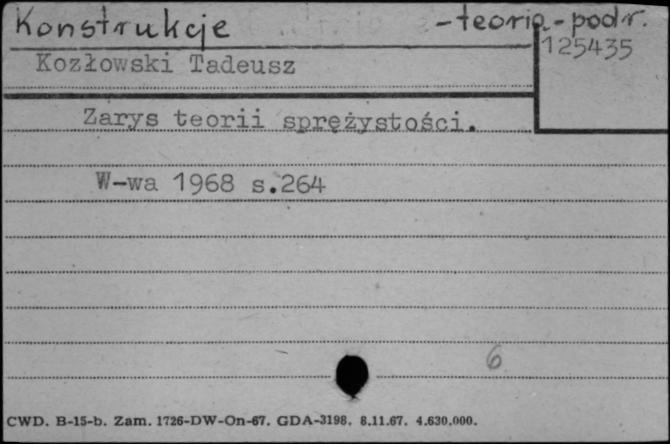 Konstrukcje - teoria - podr.
125435
Kozłowski Tadeusz
Zarys teorii sprężystości.
W-wa 1968 s.264
6
CWD. B-15-b. Zam. 1726-DW-On-67. GDA-3198. 8.11.67. 4.630.000.